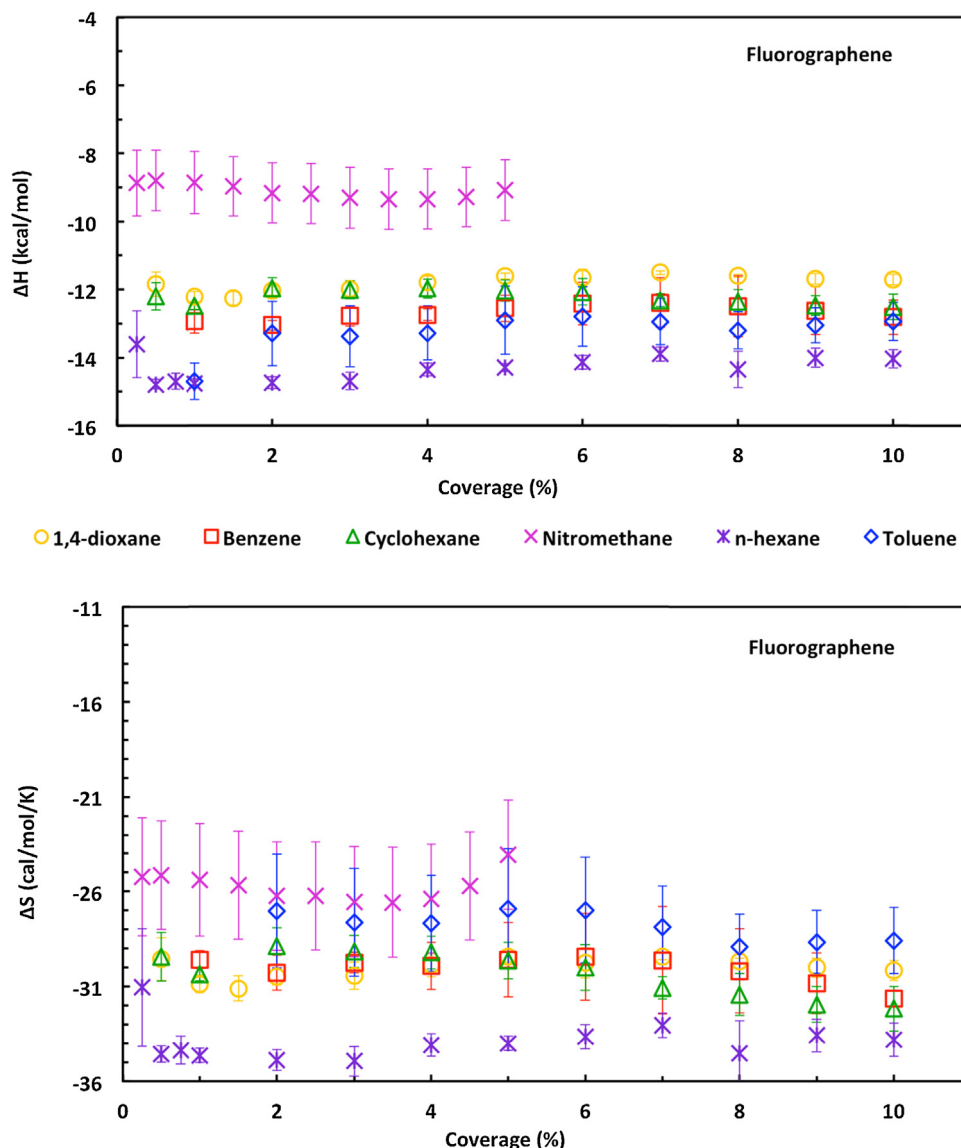 -4
Fluorographene
-6
-8
ΔH (kcal/mol)
-10
-12
-14
-16
0 2 4 6 8 10
Coverage (%)
1,4-dioxane Benzene Cyclohexane Nitromethane n-hexane Toluene
-11
Fluorographene
-16
ΔS (cal/mol/K)
-21
-26
-31
-36
0 2 4 6 8 10
Coverage (%)